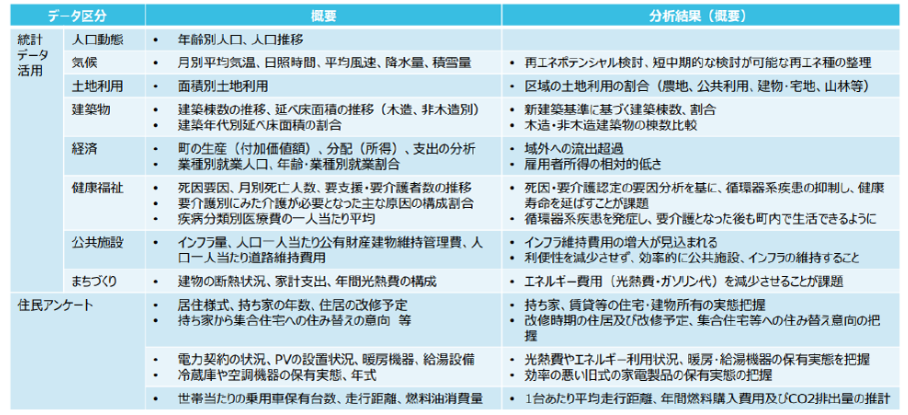 データ区分 概要 分析結果（概要）
統計データ活用
人口動態 • 年齢別人口、人口推移
気候 • 月別平均気温、日照時間、平均風速、降水量、積雪量 • 再エネポテンシャル検討、短中期的な検討が可能な再エネ種の整理
土地利用 • 面積別土地利用 • 区域の土地利用の割合（農地、公共利用、建物・宅地、山林等）
建築物 • 建築棟数の推移、延べ床面積の推移（木造、非木造別） • 新建築基準に基づく建築棟数、割合
• 建築年代別延べ床面積の割合 • 木造・非木造建築物の棟数比較
経済 • 町の生産（付加価値額）、分配（所得）、支出の分析 • 域外への流出超過
• 業種別就業人口、年齢・業種別就業割合 • 雇用者所得の相対的低さ
健康福祉 • 死因要因、月別死亡人数、要支援・要介護者数の推移 • 死因・要介護認定の要因分析を基に、循環器系疾患の抑制し、健康
• 要介護別にみた介護が必要となった主な原因の構成割合 寿命を延ばすことが課題
• 疾病分類別医療費の一人当たり平均 • 循環器系疾患を発症し、要介護となった後も町内で生活できるように
公共施設 • インフラ量、人口一人当たり公有財産建物維持管理費、人 • インフラ維持費用の増大が見込まれる
口一人当たり道路維持費用 • 利便性を減少させず、効率的に公共施設、インフラの維持すること
まちづくり • 建物の断熱状況、家計支出、年間光熱費の構成 • エネルギー費用（光熱費・ガソリン代）を減少させることが課題
住民アンケート • 居住様式、持ち家の年数、住居の改修予定 • 持ち家、賃貸等の住宅・建物所有の実態把握
• 持ち家から集合住宅への住み替えの意向　等 • 改修時期の住居及び改修予定、集合住宅等への住み替え意向の把
握
• 電力契約の状況、PVの設置状況、暖房機器、給湯設備 • 光熱費やエネルギー利用状況、暖房・給湯機器の保有実態を把握
• 冷蔵庫や空調機器の保有実態、年式 • 効率の悪い旧式の家電製品の保有実態の把握
• 世帯当たりの乗用車保有台数、走行距離、燃料油消費量 • 1台あたり平均走行距離、年間燃料購入費用及びCO2排出量の推計